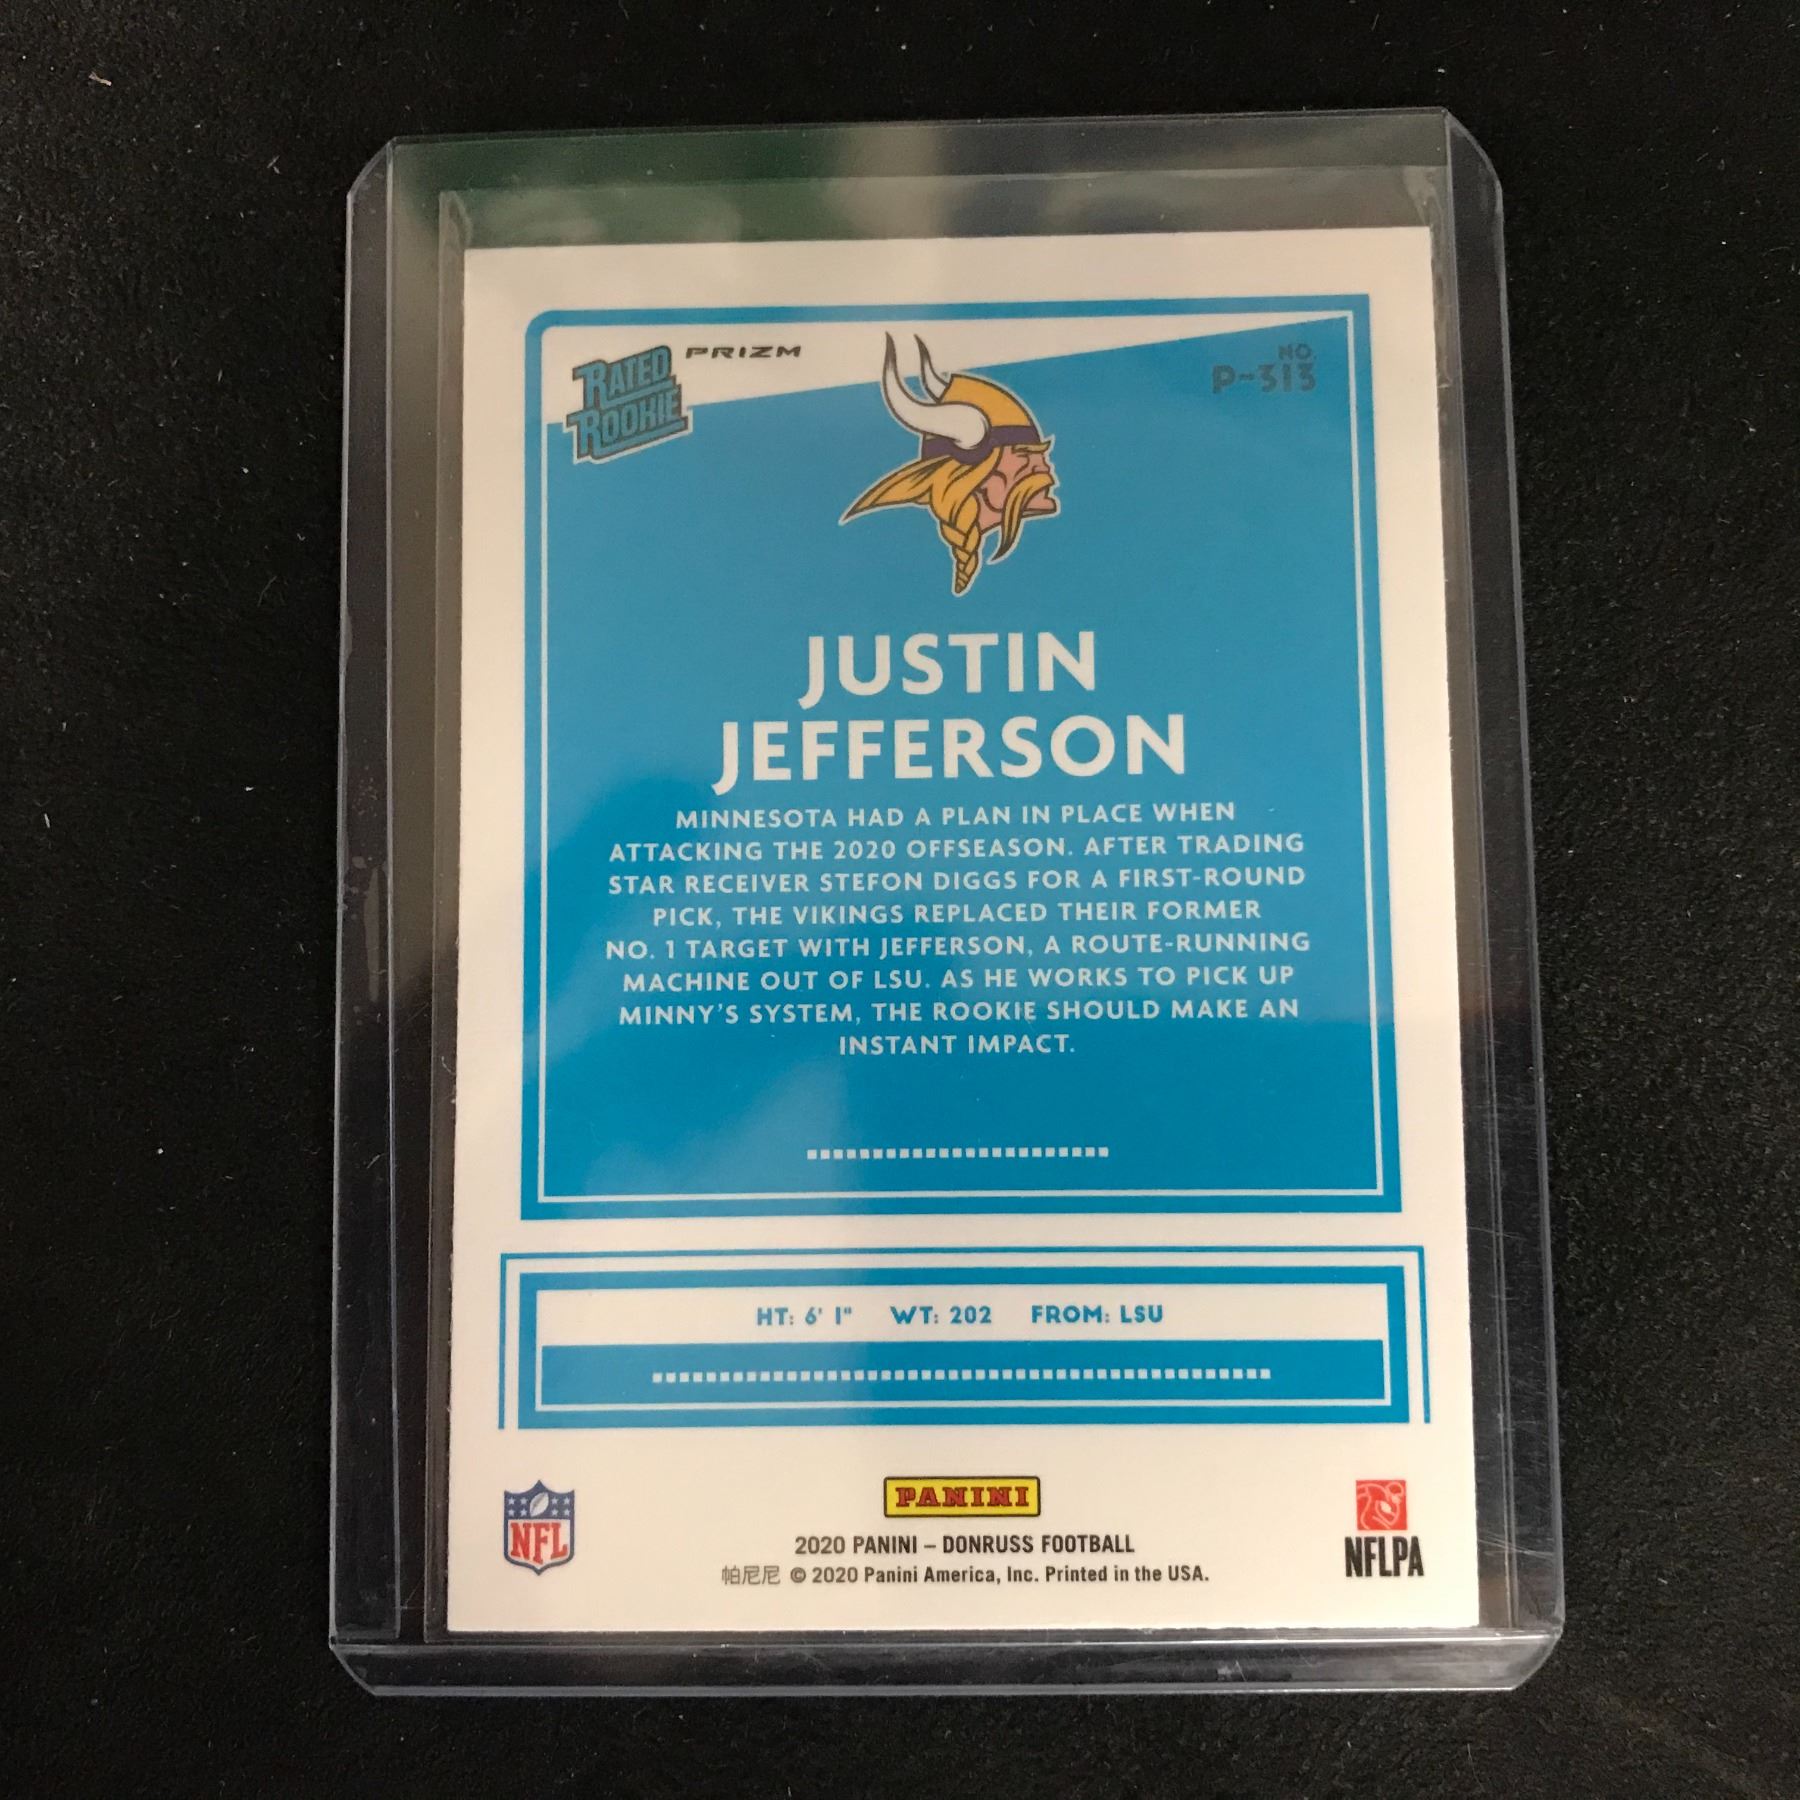 RATED
ROOKIE
PRIZM
NO.
P-313
JUSTIN
JEFFERSON
MINNESOTA HAD A PLAN IN PLACE WHEN
ATTACKING THE 2020 OFFSEASON. AFTER TRADING
STAR RECEIVER STEFON DIGGS FOR A FIRST-ROUND
PICK, THE VIKINGS REPLACED THEIR FORMER
NO. 1 TARGET WITH JEFFERSON, A ROUTE-RUNNING
MACHINE OUT OF LSU. AS HE WORKS TO PICK UP
MINNY'S SYSTEM, THE ROOKIE SHOULD MAKE AN
INSTANT IMPACT.
HT: 6' 1" WT: 202 FROM: LSU
NFL
PANINI
2020 PANINI – DONRUSS FOOTBALL
帕尼尼 © 2020 Panini America, Inc. Printed in the USA.
NFLPA